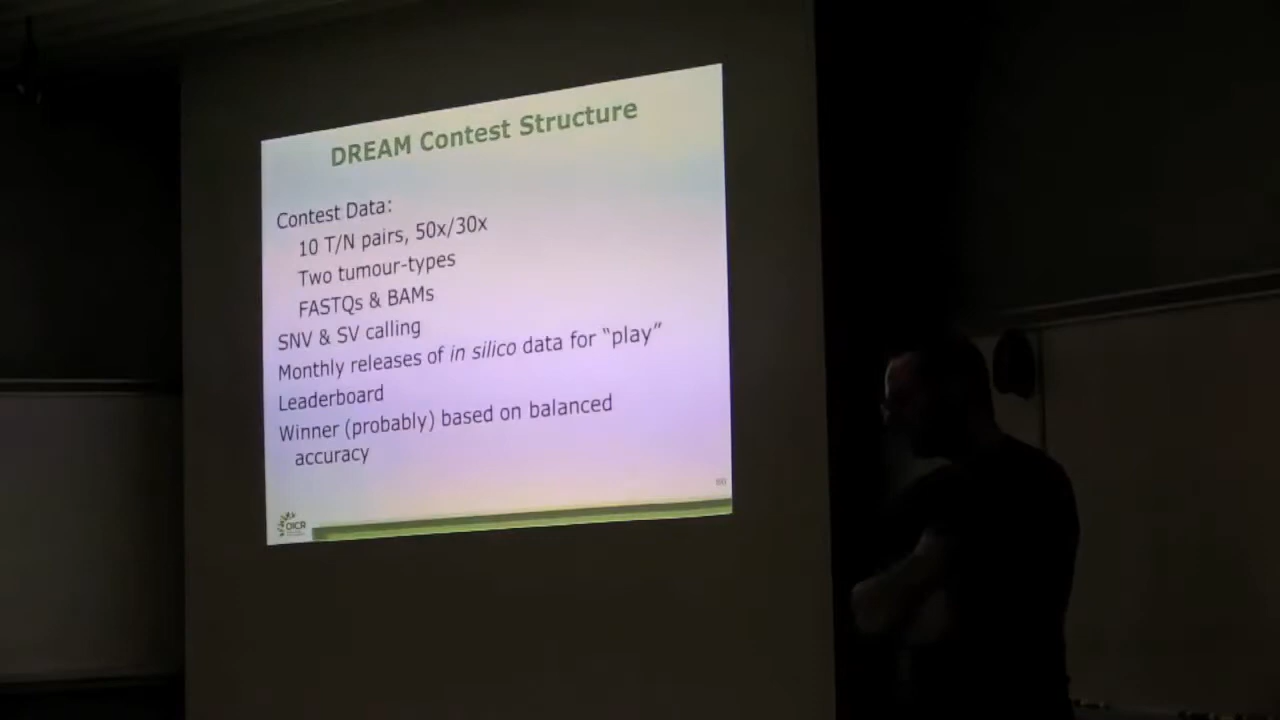 DREAM Contest Structure
Contest Data:
10 T/N pairs, 50x/30x
Two tumour-types
FASTQs & BAMs
SNV & SV calling
Monthly releases of in silico data for “play”
Leaderboard
Winner (probably) based on balanced
accuracy
OICR